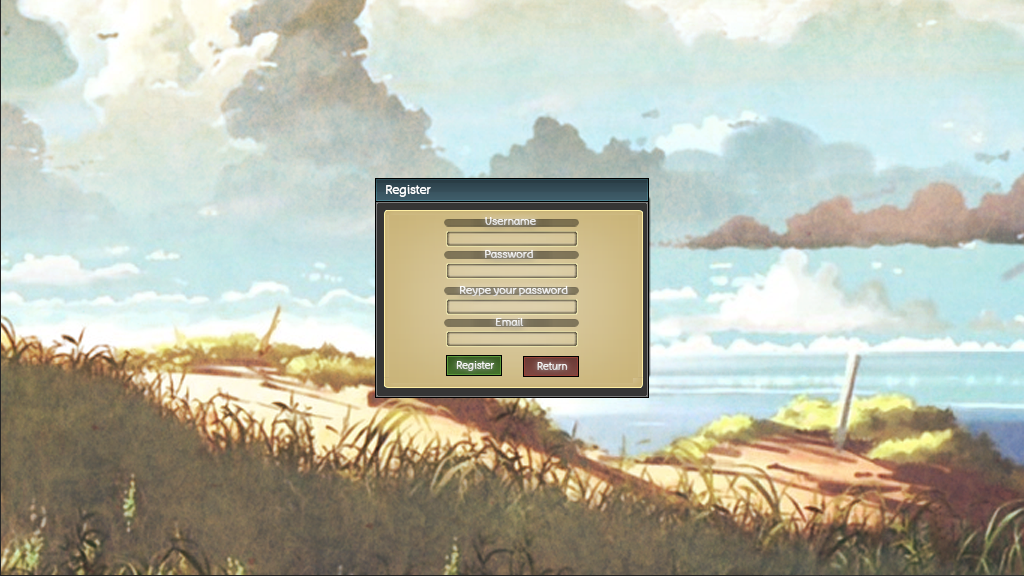 Register
Username
Password
Reype your password
Email
Register
Return